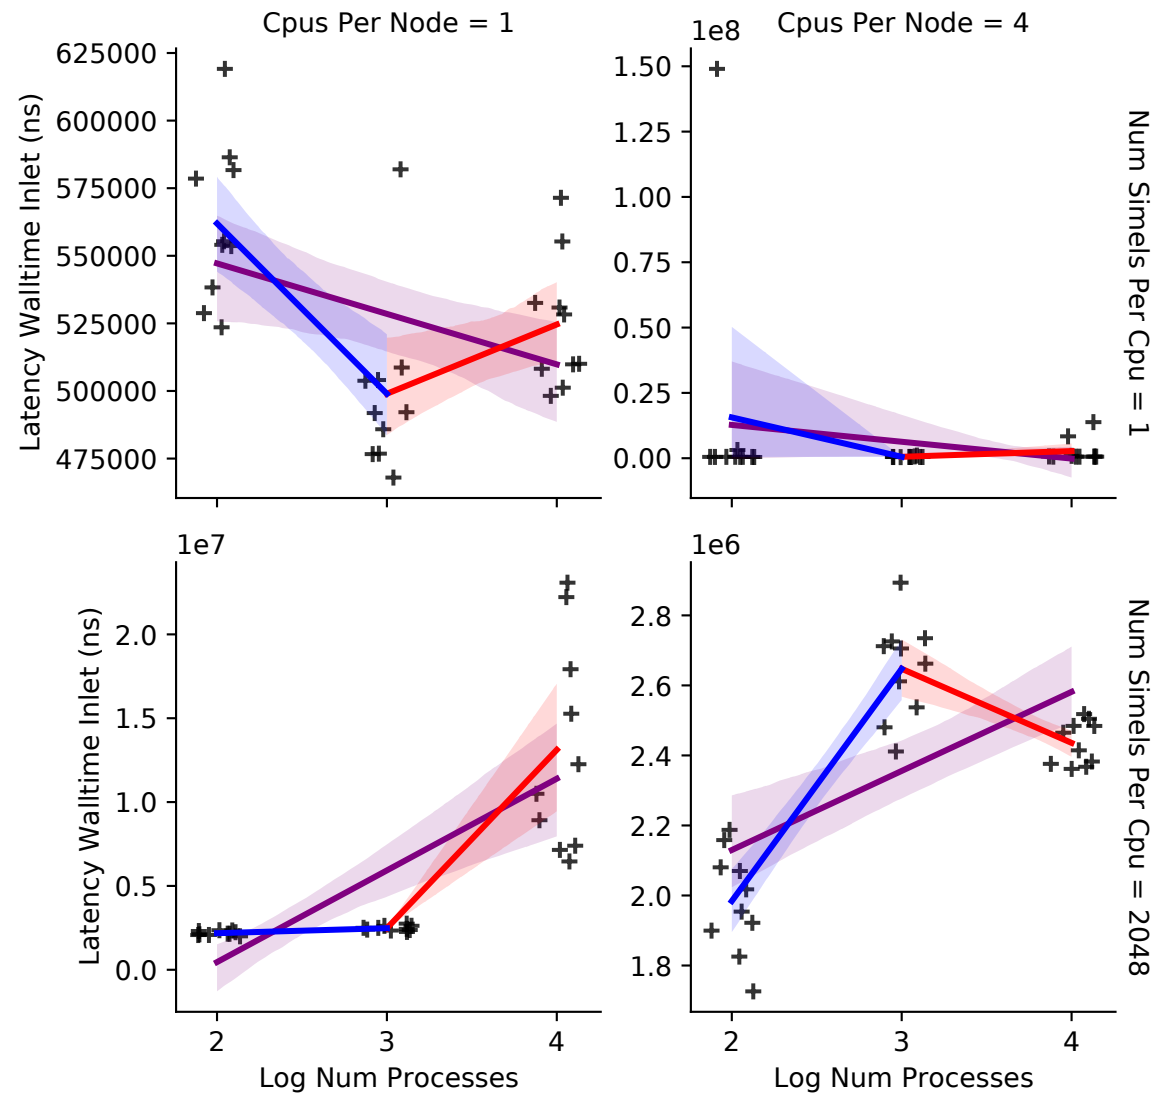 Cpus Per Node = 1
Cpus Per Node = 4
1e8
625000
600000
575000
550000
525000
500000
475000
Latency Walltime Inlet (ns)
1.50
1.25
1.00
0.75
0.50
0.25
0.00
Num Simels Per Cpu = 1
1e7
2.0
1.5
1.0
0.5
0.0
Latency Walltime Inlet (ns)
2 3 4
Log Num Processes
1e6
2.8
2.6
2.4
2.2
2.0
1.8
2 3 4
Log Num Processes
Num Simels Per Cpu = 2048